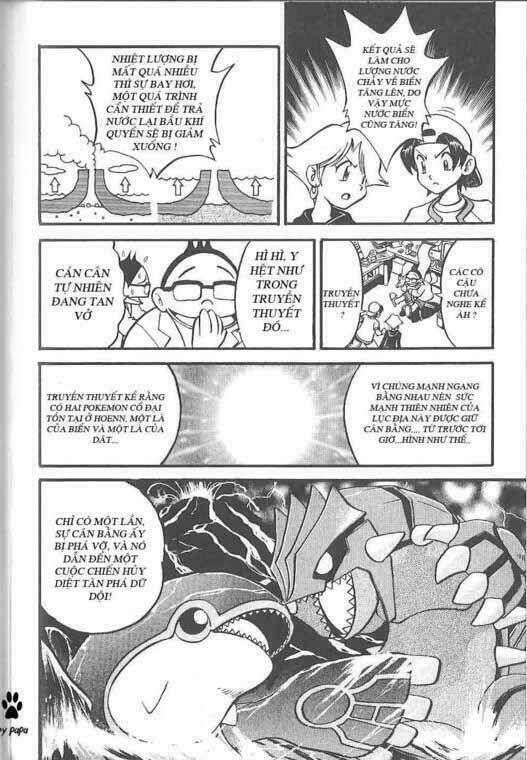 NHIỆT LƯỢNG BỊ
MẤT QUÁ NHIỀU
THÌ SỰ BAY HƠI,
MỘT QUÁ TRÌNH
CẦN THIẾT ĐỂ TRẢ
NƯỚC LẠI BẦU KHÍ
QUYỂN SẼ BỊ GIẢM
XUỐNG !
KẾT QUẢ SẼ
LÀM CHO
LƯỢNG NƯỚC
CHẢY VỀ BIỂN
TĂNG LÊN, DO
VẬY MỰC
NƯỚC BIỂN
CŨNG TĂNG!
CÁN CÂN
TỰ NHIÊN
ĐANG TAN
VỠ
HÌ HÌ, Y
HỆT NHƯ
TRONG
TRUYỀN
THUYẾT
ĐÓ...
TRUYỀN
THUYẾT
?
CÁC CÔ
CẬU
CHƯA
NGHE KỂ
ÀH ?
TRUYỀN THUYẾT KỂ RẰNG
CÓ HAI POKEMON CỔ ĐẠI
TỒN TẠI Ở HOENN, MỘT LÀ
LÀ CỦA BIỂN VÀ MỘT LÀ CỦA
DẤT...
VÌ CHÚNG MẠNH NGANG
BẰNG NHAU NÊN SỨC
MẠNH THIÊN NHIÊN CỦA
LỤC ĐỊA NÀY ĐƯỢC GIỮ
CÂN BẰNG.... TỪ TRƯỚC TỚI
GIỜ...HÌNH NHƯ THẾ..
CHỈ CÓ MỘT LẦN,
SỰ CÂN BẰNG ẤY
BỊ PHÁ VỠ, VÀ NÓ
DẪN ĐẾN MỘT
CUỘC CHIẾN HỦY
DIỆT TÀN PHÁ DỮ
DỘI!
by papa